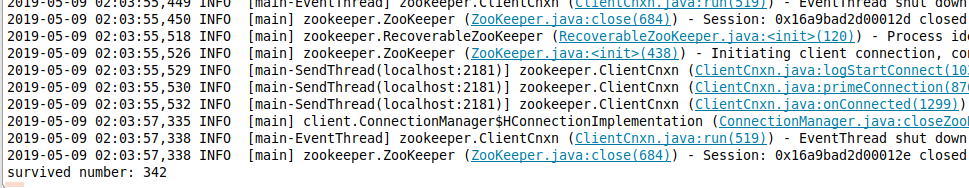 2019-05-09 02:03:55,449 INFO  [main-EventThread] zookeeper.ClientCnxn (ClientCnxn.java:run(519)) - EventThread shut down
2019-05-09 02:03:55,450 INFO  [main] zookeeper.ZooKeeper (ZooKeeper.java:close(684)) - Session: 0x16a9bad2d00012d closed
2019-05-09 02:03:55,518 INFO  [main] zookeeper.RecoverableZooKeeper (RecoverableZooKeeper.java:<init>(120)) - Process ide
2019-05-09 02:03:55,526 INFO  [main] zookeeper.ZooKeeper (ZooKeeper.java:<init>(438)) - Initiating client connection, co
2019-05-09 02:03:55,529 INFO  [main-SendThread(localhost:2181)] zookeeper.ClientCnxn (ClientCnxn.java:logStartConnect(10
2019-05-09 02:03:55,530 INFO  [main-SendThread(localhost:2181)] zookeeper.ClientCnxn (ClientCnxn.java:primeConnection(87
2019-05-09 02:03:55,532 INFO  [main-SendThread(localhost:2181)] zookeeper.ClientCnxn (ClientCnxn.java:onConnected(1299))
2019-05-09 02:03:57,335 INFO  [main] client.ConnectionManager$HConnectionImplementation (ConnectionManager.java:closeZoo
2019-05-09 02:03:57,338 INFO  [main-EventThread] zookeeper.ClientCnxn (ClientCnxn.java:run(519)) - EventThread shut down
2019-05-09 02:03:57,338 INFO  [main] zookeeper.ZooKeeper (ZooKeeper.java:close(684)) - Session: 0x16a9bad2d00012e closed
survived number: 342